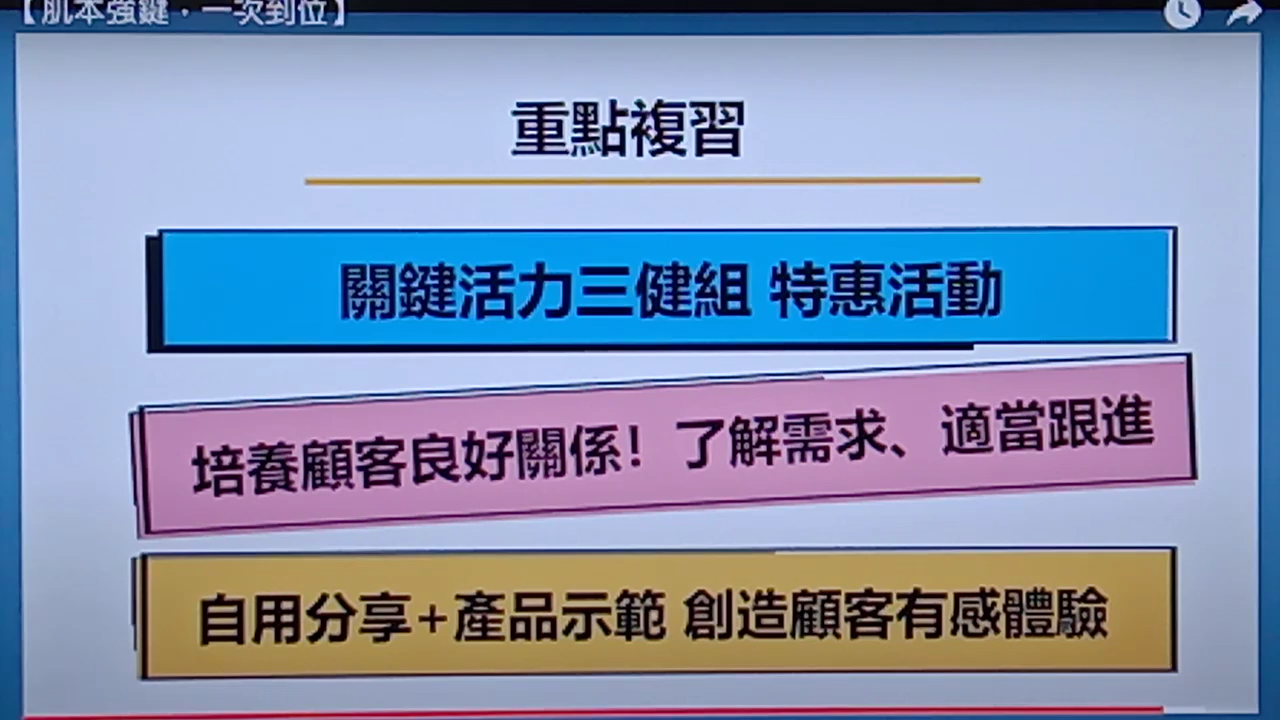 【肌本強鍵．一次到位】
重點複習
關鍵活力三健組 特惠活動
培養顧客良好關係！了解需求、適當跟進
自用分享+產品示範 創造顧客有感體驗